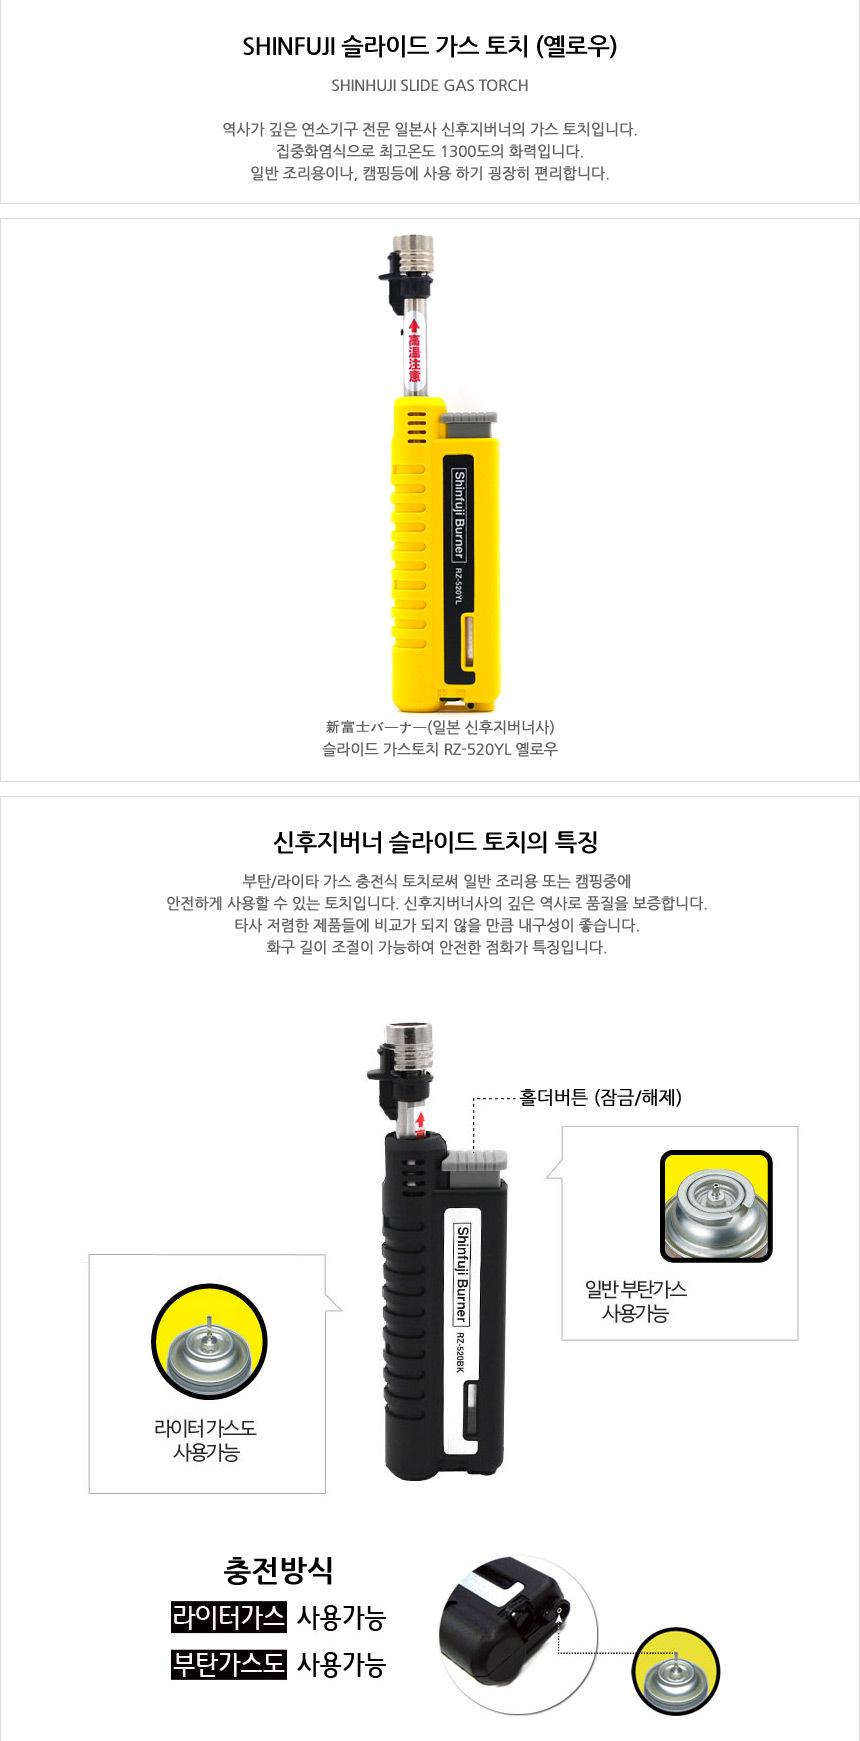 SHINFUJI 슬라이드 가스 토치 (옐로우)
SHINHUJI SLIDE GAS TORCH
역사가 깊은 연소기구 전문 일본사 신후지버너의 가스 토치입니다.
집중화염식으로 최고온도 1300도의 화력입니다.
일반 조리용이나, 캠핑등에 사용 하기 굉장히 편리합니다.
高温注意
Shinfuji Burner RZ-520YL
新富士バーナー(일본 신후지버너사)
슬라이드 가스토치 RZ-520YL 옐로우
신후지버너 슬라이드 토치의 특징
부탄/라이타 가스 충전식 토치로써 일반 조리용 또는 캠핑중에
안전하게 사용할 수 있는 토치입니다. 신후지버너사의 깊은 역사로 품질을 보증합니다.
타사 저렴한 제품들에 비교가 되지 않을 만큼 내구성이 좋습니다.
화구 길이 조절이 가능하여 안전한 점화가 특징입니다.
홀더버튼 (잠금/해제)
Shinfuji Burner RZ-520BK
일반 부탄가스
사용가능
라이터 가스도
사용가능
충전방식
라이터가스 사용가능
부탄가스도 사용가능